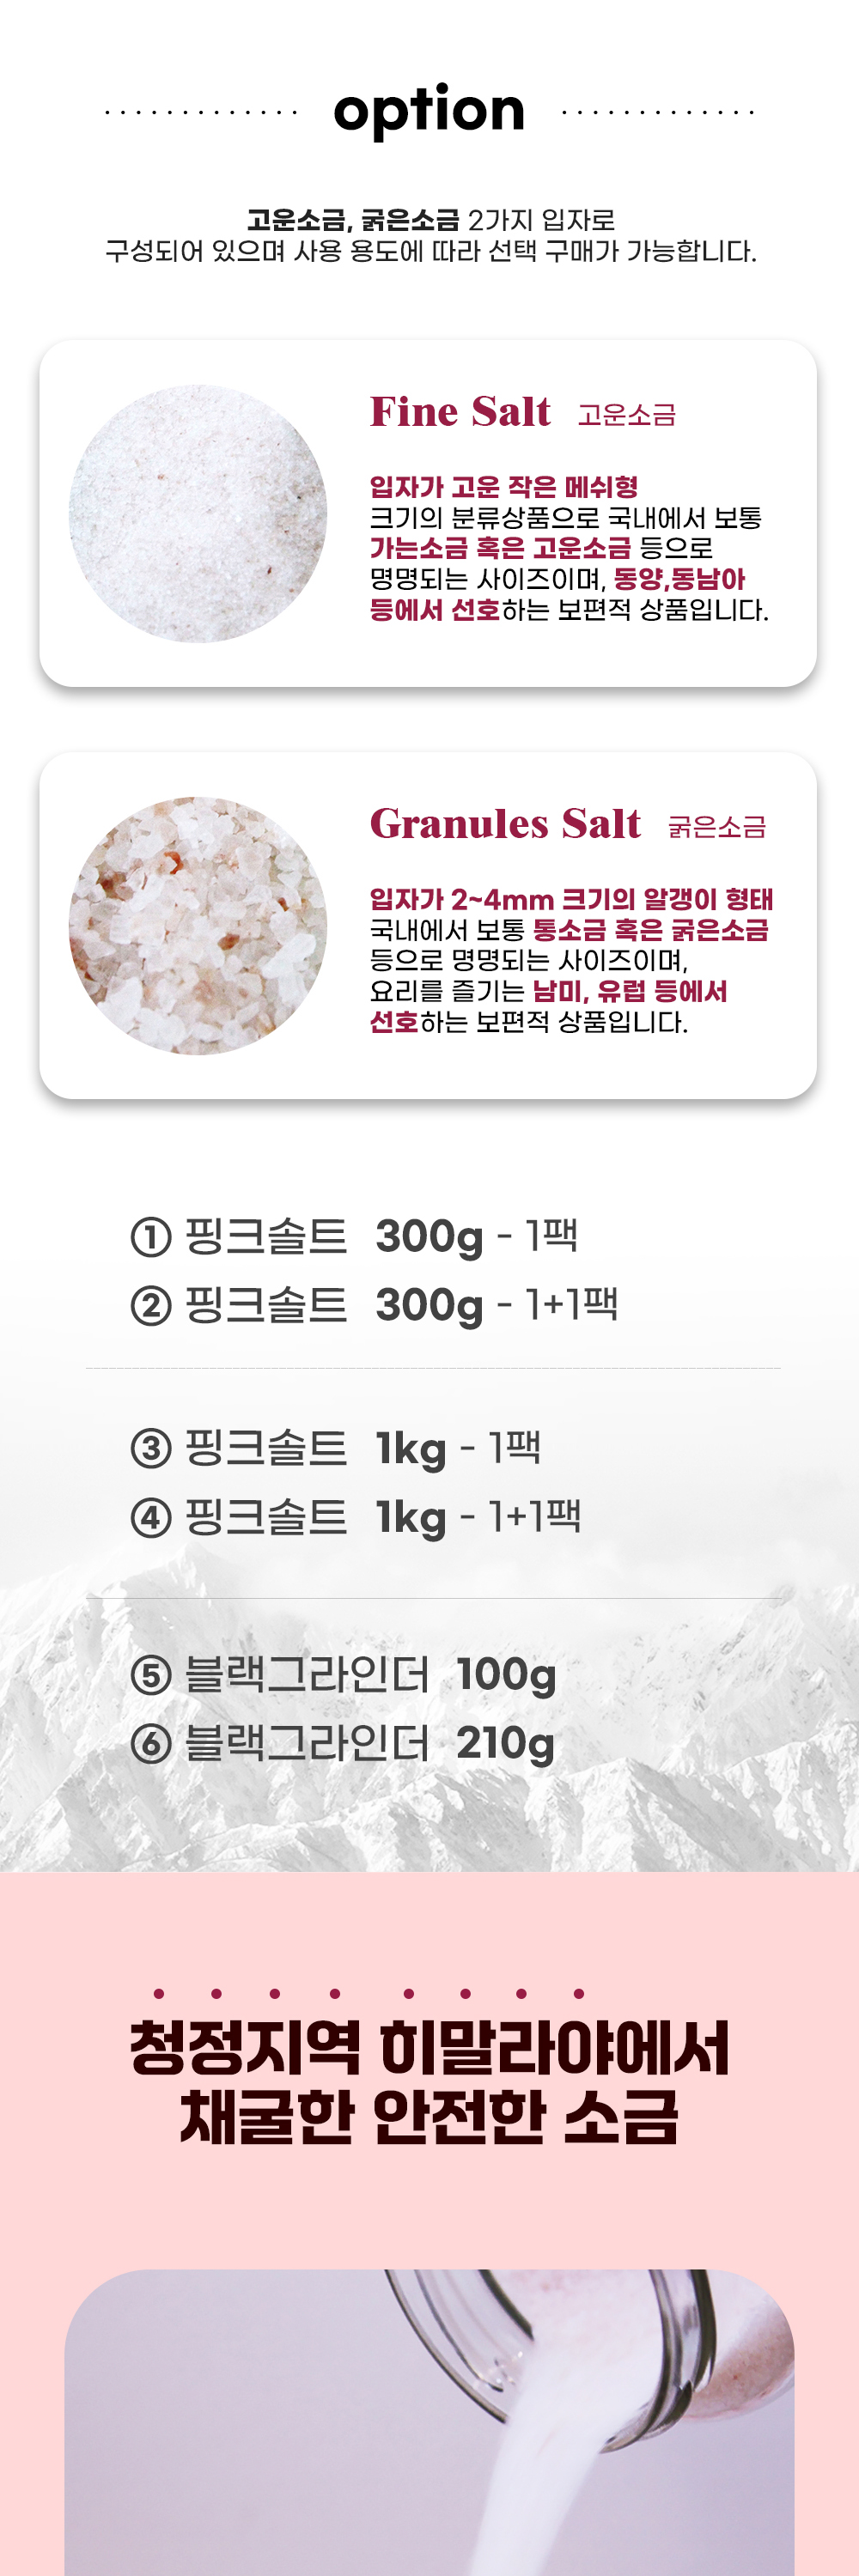 option
고운소금, 굵은소금 2가지 입자로
구성되어 있으며 사용 용도에 따라 선택 구매가 가능합니다.
Fine Salt 고운소금
입자가 고운 작은 메쉬형
크기의 분류상품으로 국내에서 보통
가는소금 혹은 고운소금 등으로
명명되는 사이즈이며, 동양,동남아
등에서 선호하는 보편적 상품입니다.
Granules Salt 굵은소금
입자가 2~4mm 크기의 알갱이 형태
국내에서 보통 통소금 혹은 굵은소금
등으로 명명되는 사이즈이며,
요리를 즐기는 남미, 유럽 등에서
선호하는 보편적 상품입니다.
① 핑크솔트 300g - 1팩
② 핑크솔트 300g - 1+1팩
③ 핑크솔트 1kg - 1팩
④ 핑크솔트 1kg - 1+1팩
⑤ 블랙그라인더 100g
⑥ 블랙그라인더 210g
청정지역 히말라야에서
채굴한 안전한 소금